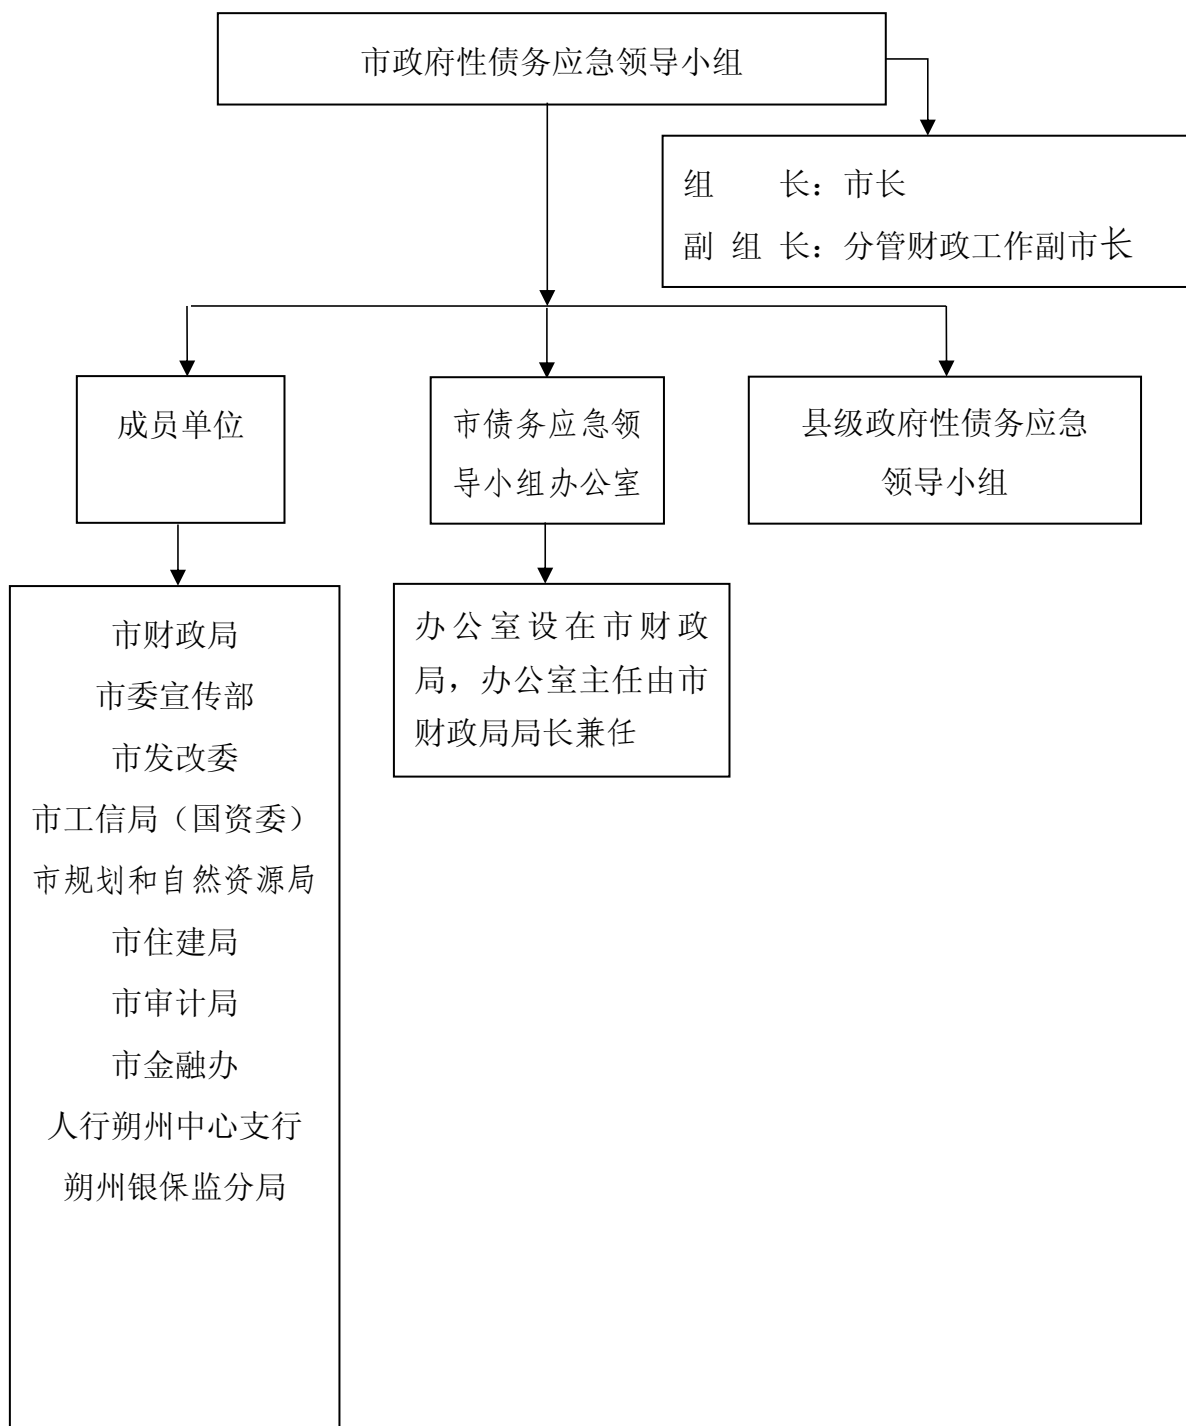 市政府性债务应急领导小组
组　　长：市长
副 组 长：分管财政工作副市长
成员单位
市债务应急领
导小组办公室
县级政府性债务应急
领导小组
市财政局
市委宣传部
市发改委
市工信局（国资委）
市规划和自然资源局
市住建局
市审计局
市金融办
人行朔州中心支行
朔州银保监分局
办公室设在市财政
局，办公室主任由市
财政局局长兼任